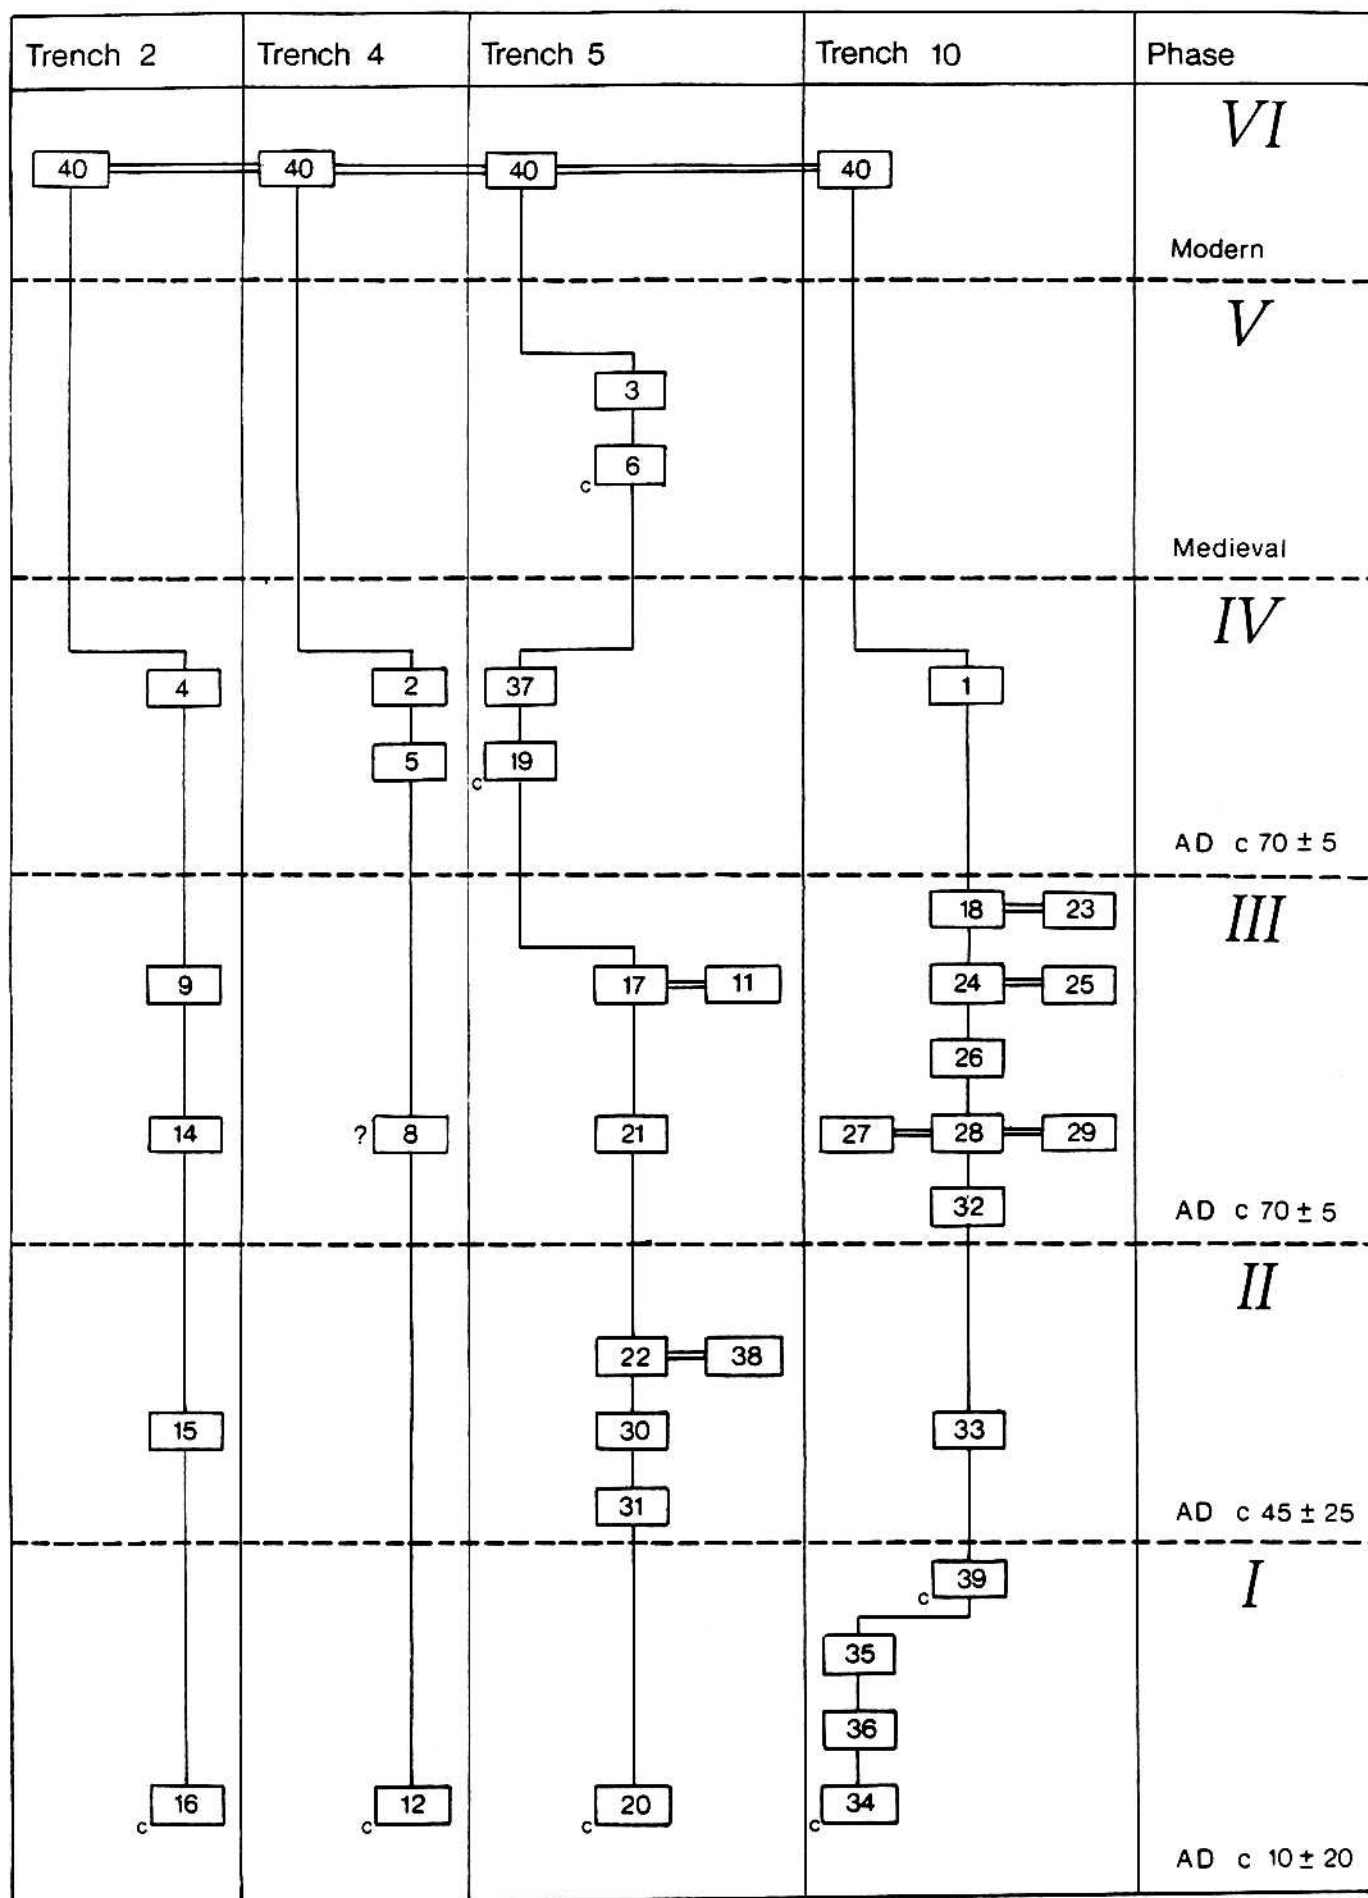 Trench 2 Trench 4 Trench 5 Trench 10 Phase
VI
40 40 40 40
Modern
V
3
6
c
Medieval
IV
4 2 37 1
5 19
c
AD c 70 ± 5
III
18 23
9 17 11 24 25
26
14 ? 8 21 27 28 29
32
AD c 70 ± 5
II
22 38
15 30 33
31
AD c 45 ± 25
I
39
c
35
36
16 12 20 34
c c c c
AD c 10 ± 20